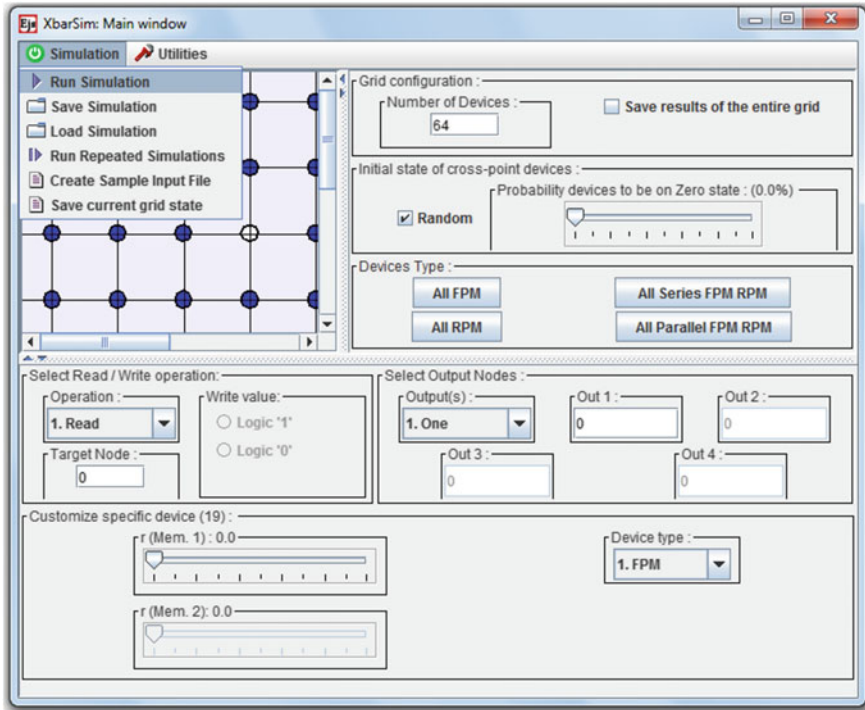 Ejs XbarSim: Main window
Simulation Utilities
Run Simulation
Save Simulation
Load Simulation
Run Repeated Simulations
Create Sample Input File
Save current grid state
Grid configuration :
Number of Devices :
64
Save results of the entire grid
Initial state of cross-point devices :
Random
Probability devices to be on Zero state : (0.0%)
Devices Type :
All FPM All Series FPM RPM
All RPM All Parallel FPM RPM
Select Read / Write operation:
Operation :
1. Read
Write value:
Logic '1'
Logic '0'
Target Node :
0
Select Output Nodes :
Output(s) : Out 1 : Out 2 :
1. One 0 0
Out 3 : Out 4 :
0 0
Customize specific device (19) :
r (Mem. 1) : 0.0
Device type :
1. FPM
r (Mem. 2): 0.0